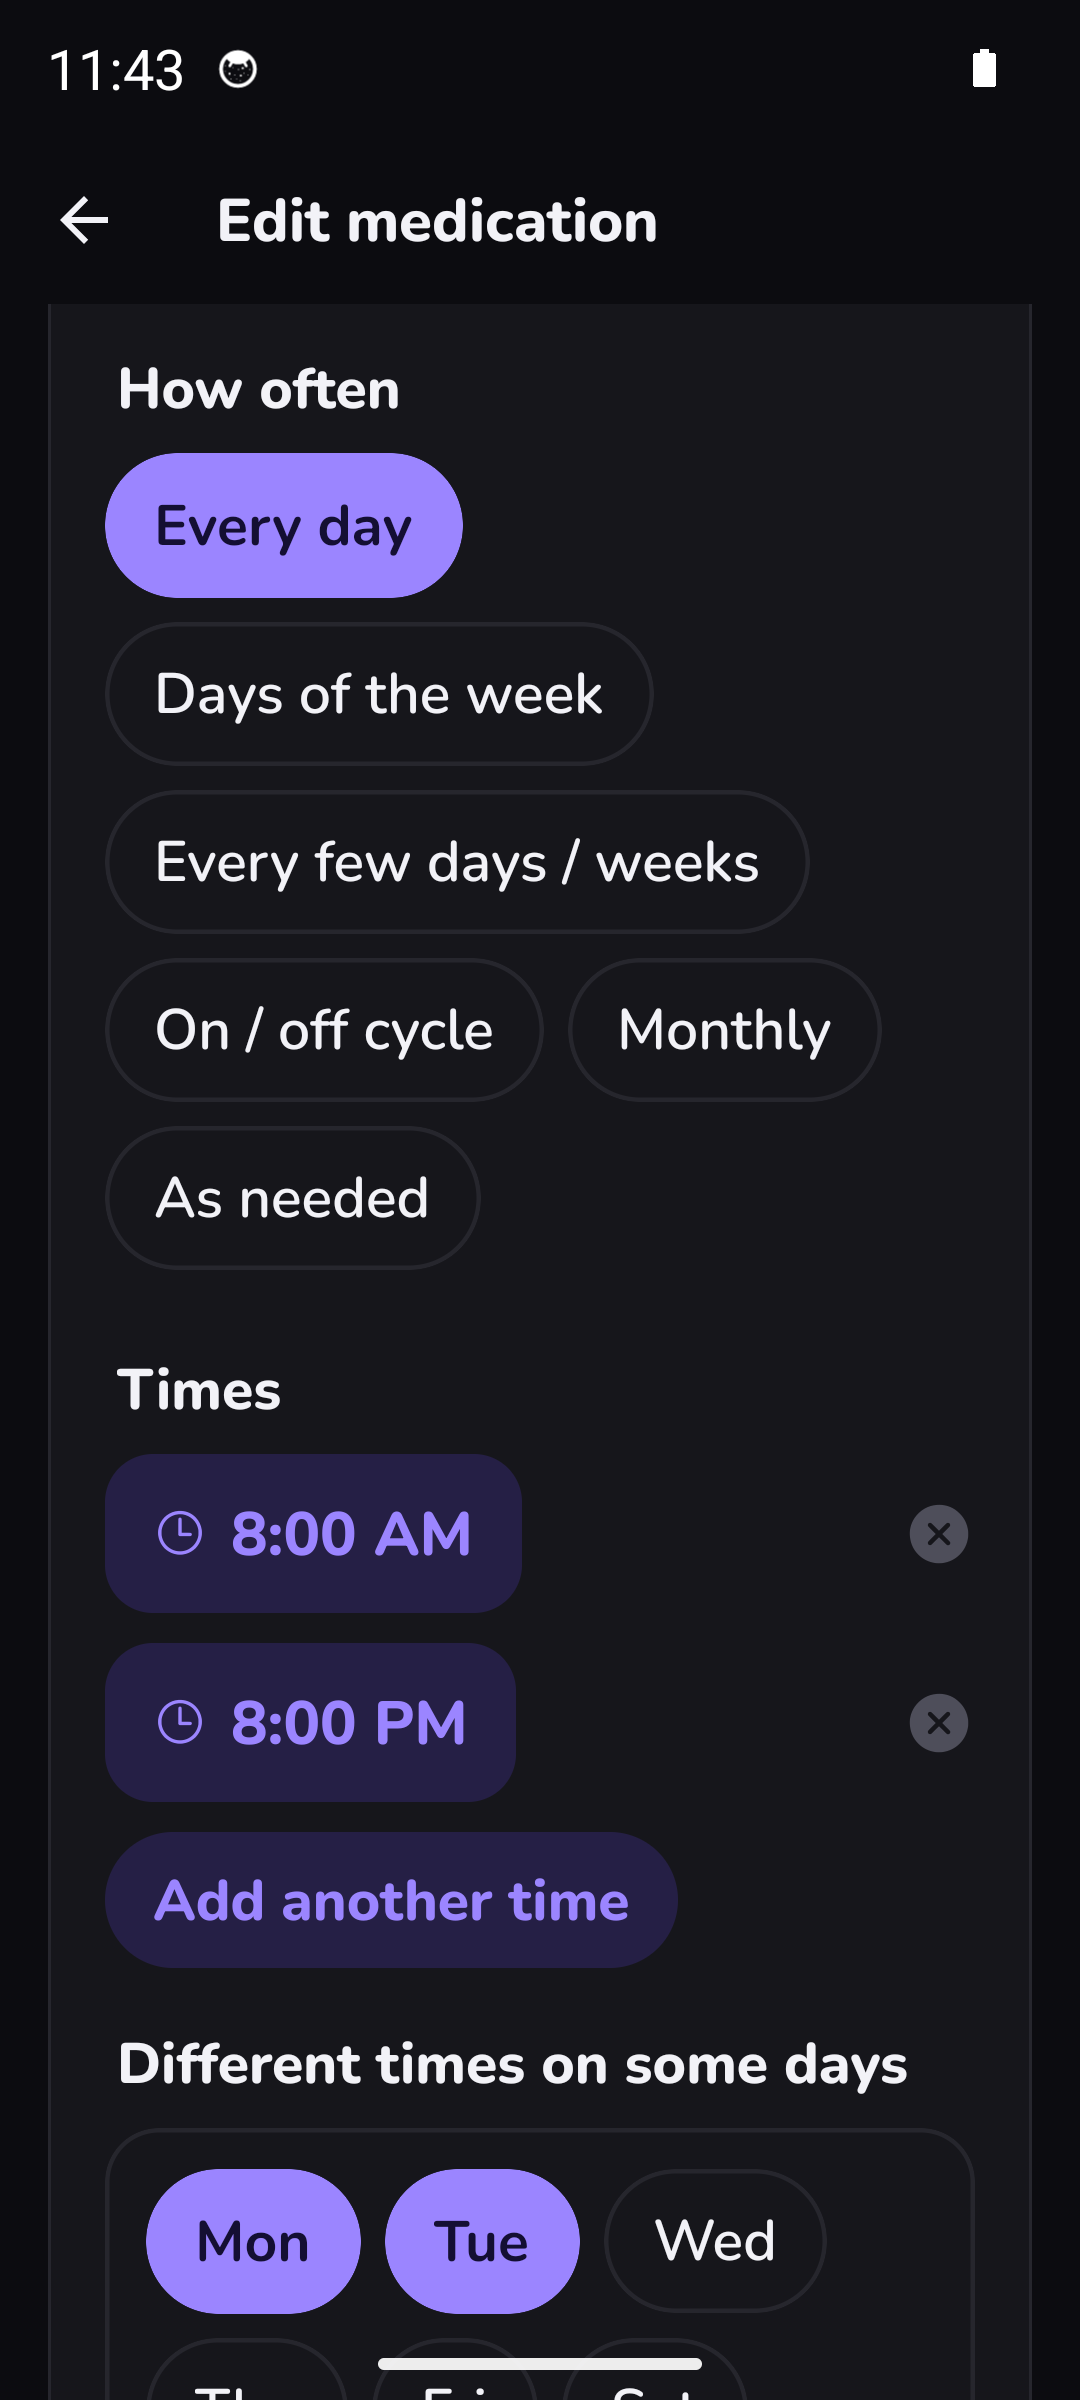 11:43
Edit medication
How often
Every day
Days of the week
Every few days / weeks
On / off cycle Monthly
As needed
Times
8:00 AM
8:00 PM
Add another time
Different times on some days
Mon Tue Wed